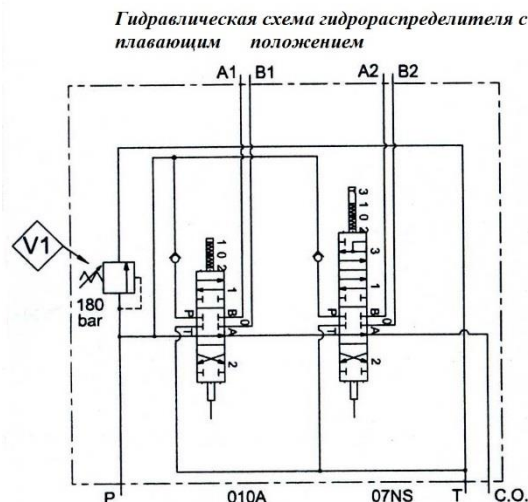 Гидравлическая схема гидрораспределителя с
плавающим положением
A1 B1 A2 B2
3 1 0 2
1 0 2
3
V1
1
1
180
bar
P B
0
T A
P B
0
T A
2
2
P 010A 07NS T C.O.